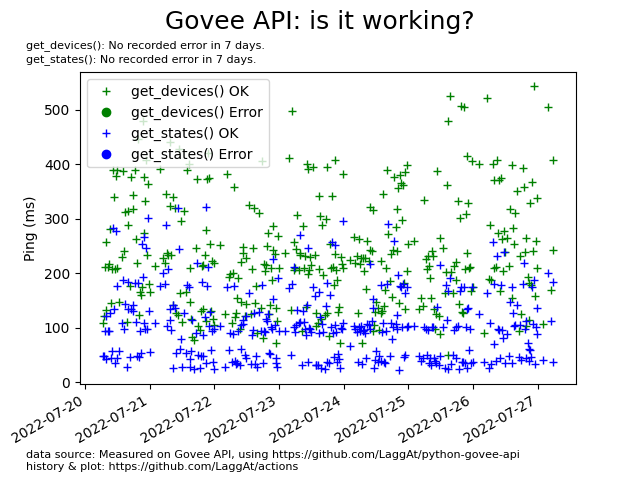 Govee API: is it working?
get_devices(): No recorded error in 7 days.
get_states(): No recorded error in 7 days.
get_devices() OK
get_devices() Error
get_states() OK
get_states() Error
Ping (ms)
500
400
300
200
100
0
2022-07-20
2022-07-21
2022-07-22
2022-07-23
2022-07-24
2022-07-25
2022-07-26
2022-07-27
data source: Measured on Govee API, using https://github.com/LaggAt/python-govee-api
history & plot: https://github.com/LaggAt/actions